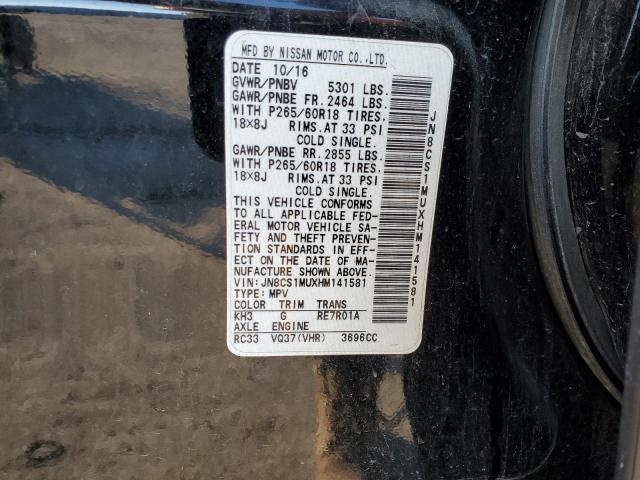 MFD BY NISSAN MOTOR CO.,LTD.
DATE 10/16
GVWR/PNBV 5301 LBS.
GAWR/PNBE FR. 2464 LBS.
WITH P265/60R18 TIRES,
18×8J RIMS.AT 33 PSI
COLD SINGLE.
GAWR/PNBE RR. 2855 LBS.
WITH P265/60R18 TIRES,
18×8J RIMS.AT 33 PSI
COLD SINGLE.
THIS VEHICLE CONFORMS
TO ALL APPLICABLE FED-
ERAL MOTOR VEHICLE SA-
FETY AND THEFT PREVEN-
TION STANDARDS IN EFF-
ECT ON THE DATE OF MA-
NUFACTURE SHOWN ABOVE.
VIN:JN8CS1MUXHM141581
TYPE:MPV
COLOR TRIM TRANS
KH3 G RE7R01A
AXLE ENGINE
RC33 VQ37(VHR) 3696CC
JN8CS1MUXHM141581